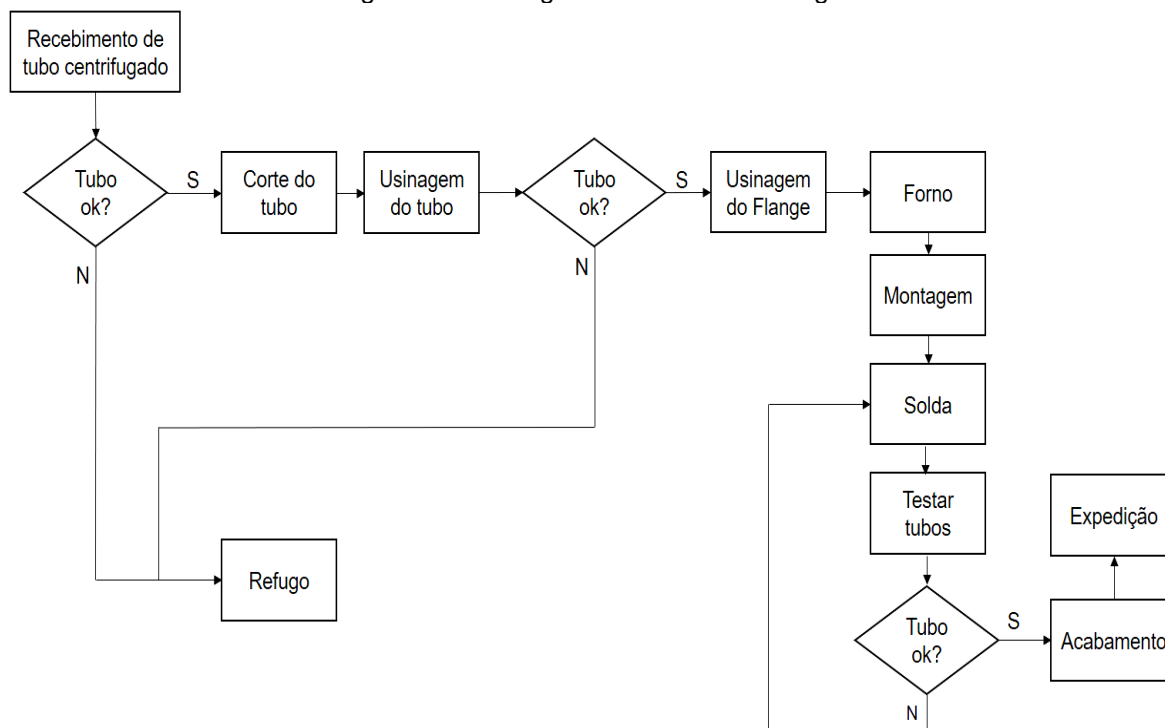 Recebimento de
tubo centrifugado
Tubo
ok?
S
Corte do
tubo
Usinagem
do tubo
Tubo
ok?
S
Usinagem
do Flange
Forno
N
N
Montagem
Solda
Testar
tubos
Expedição
Refugo
Tubo
ok?
S
Acabamento
N